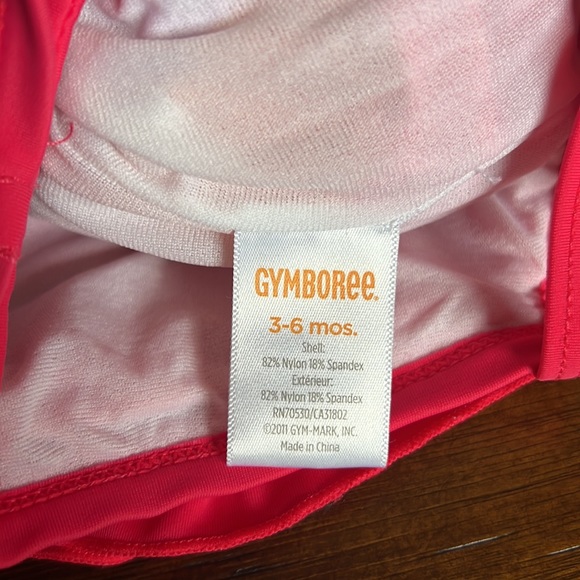 GYMBOREE.
3-6 mos.
Shell:
82% Nylon 18% Spandex
Extérieur:
82% Nylon 18% Spandex
RN70530/CA31802
©2011 GYM-MARK, INC.
Made in China